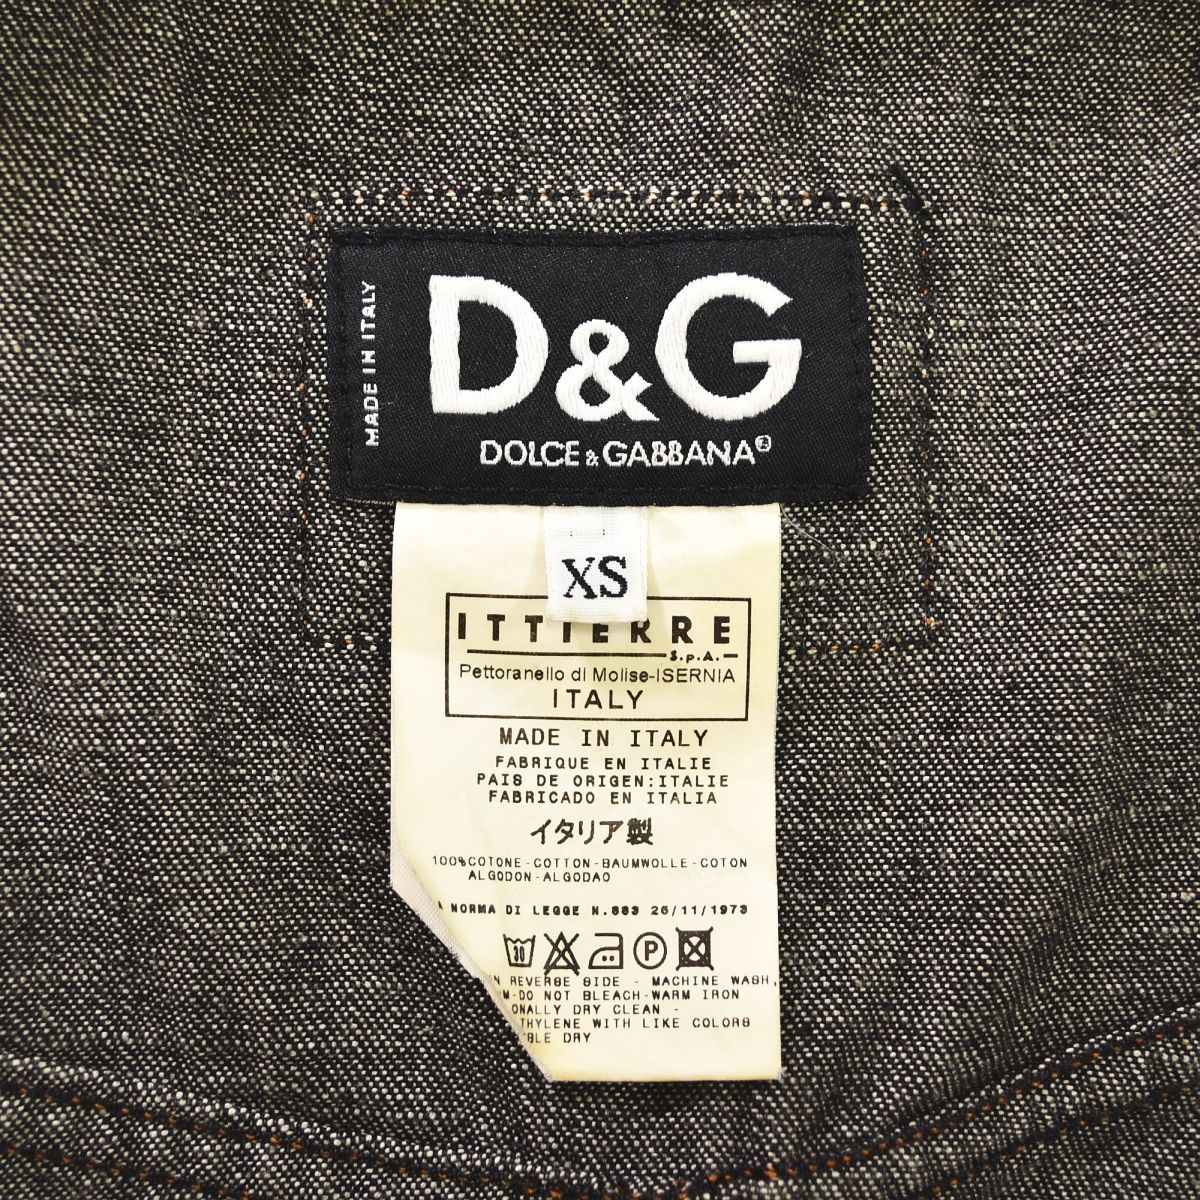 MADE IN ITALY
D&G
DOLCE & GABBANA®
XS
ITTIERRE
S.p.A.
Pettoranello di Molise-ISERNIA
ITALY
MADE IN ITALY
FABRIQUE EN ITALIE
PAIS DE ORIGEN:ITALIE
FABRICADO EN ITALIA
イタリア製
100%COTONE-COTTON-BAUMWOLLE-COTON
ALGODON-ALGODAO
NORMA DI LEGGE N.883 26/11/1973
30 P
REVERSE SIDE - MACHINE WASH,
-DO NOT BLEACH-WARM IRON
DRY CLEAN -
WITH LIKE COLORS
DRY